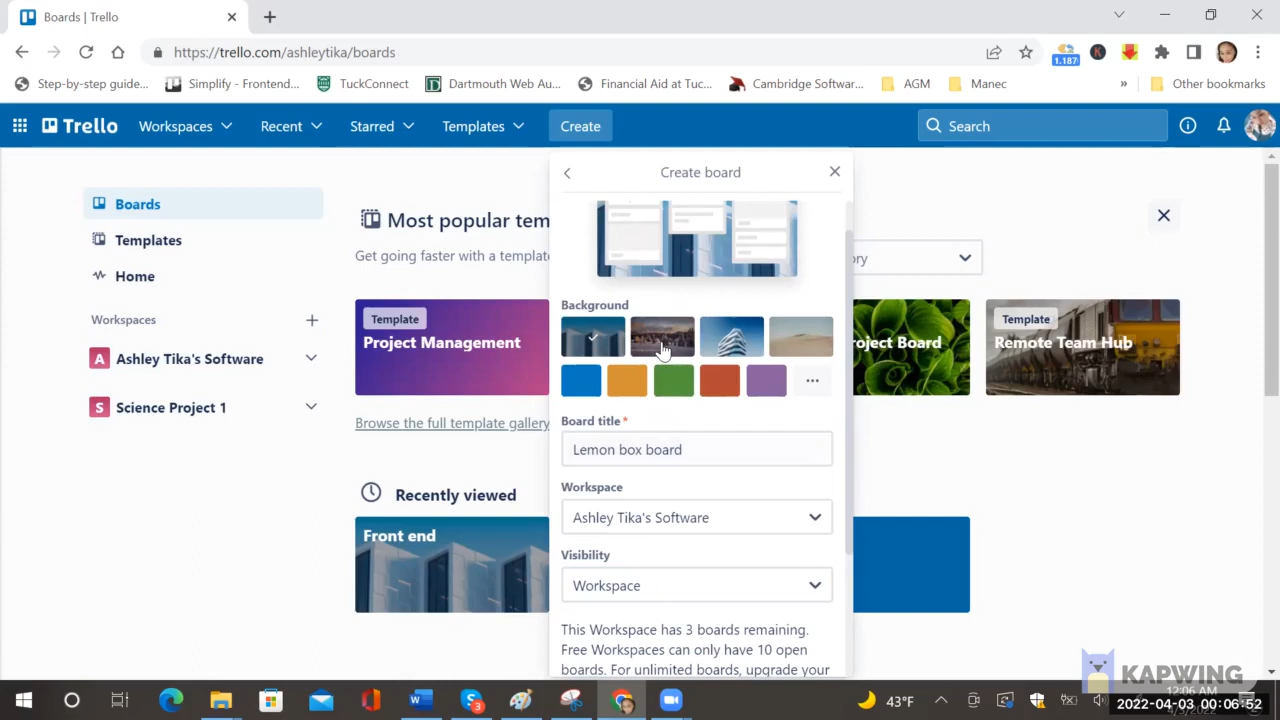 Boards | Trello
https://trello.com/ashleytika/boards
1.187
K
Step-by-step guide...
Simplify - Frontend...
TuckConnect
Dartmouth Web Au...
Financial Aid at Tuc...
Cambridge Softwar...
AGM
Manec
»
Other bookmarks
Trello
Workspaces
Recent
Starred
Templates
Create
Search
Create board
Boards
Templates
Home
Workspaces
A
Ashley Tika's Software
S
Science Project 1
Most popular tem
Get going faster with a template
ory
Template
Project Management
roject Board
Template
Remote Team Hub
Browse the full template gallery
Recently viewed
Front end
Background
Board title*
Lemon box board
Workspace
Ashley Tika's Software
Visibility
Workspace
This Workspace has 3 boards remaining.
Free Workspaces can only have 10 open
boards. For unlimited boards, upgrade your
KAPWING
W
S
3
43°F
12:06 AM
4/3/2022
2022-04-03 00:06:52